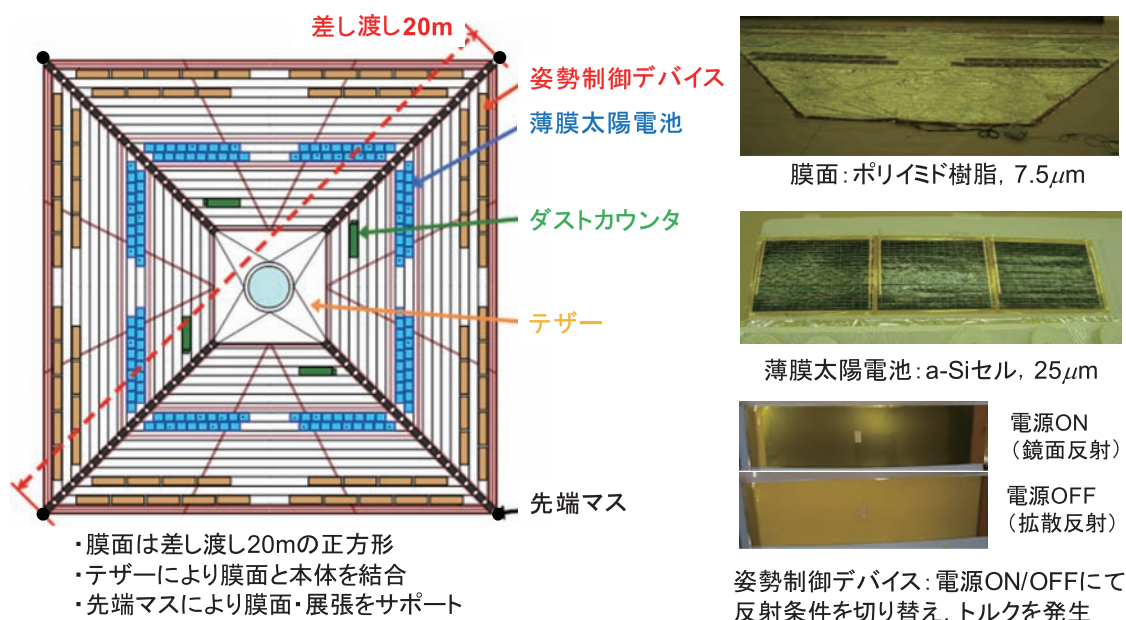 差し渡し20m
姿勢制御デバイス
薄膜太陽電池
ダストカウンタ
テザー
先端マス
・膜面は差し渡し20mの正方形
・テザーにより膜面と本体を結合
・先端マスにより膜面・展張をサポート
膜面：ポリイミド樹脂，7.5μm
薄膜太陽電池：a-Siセル，25μm
電源ON
（鏡面反射）
電源OFF
（拡散反射）
姿勢制御デバイス：電源ON/OFFにて
反射条件を切り替え，トルクを発生